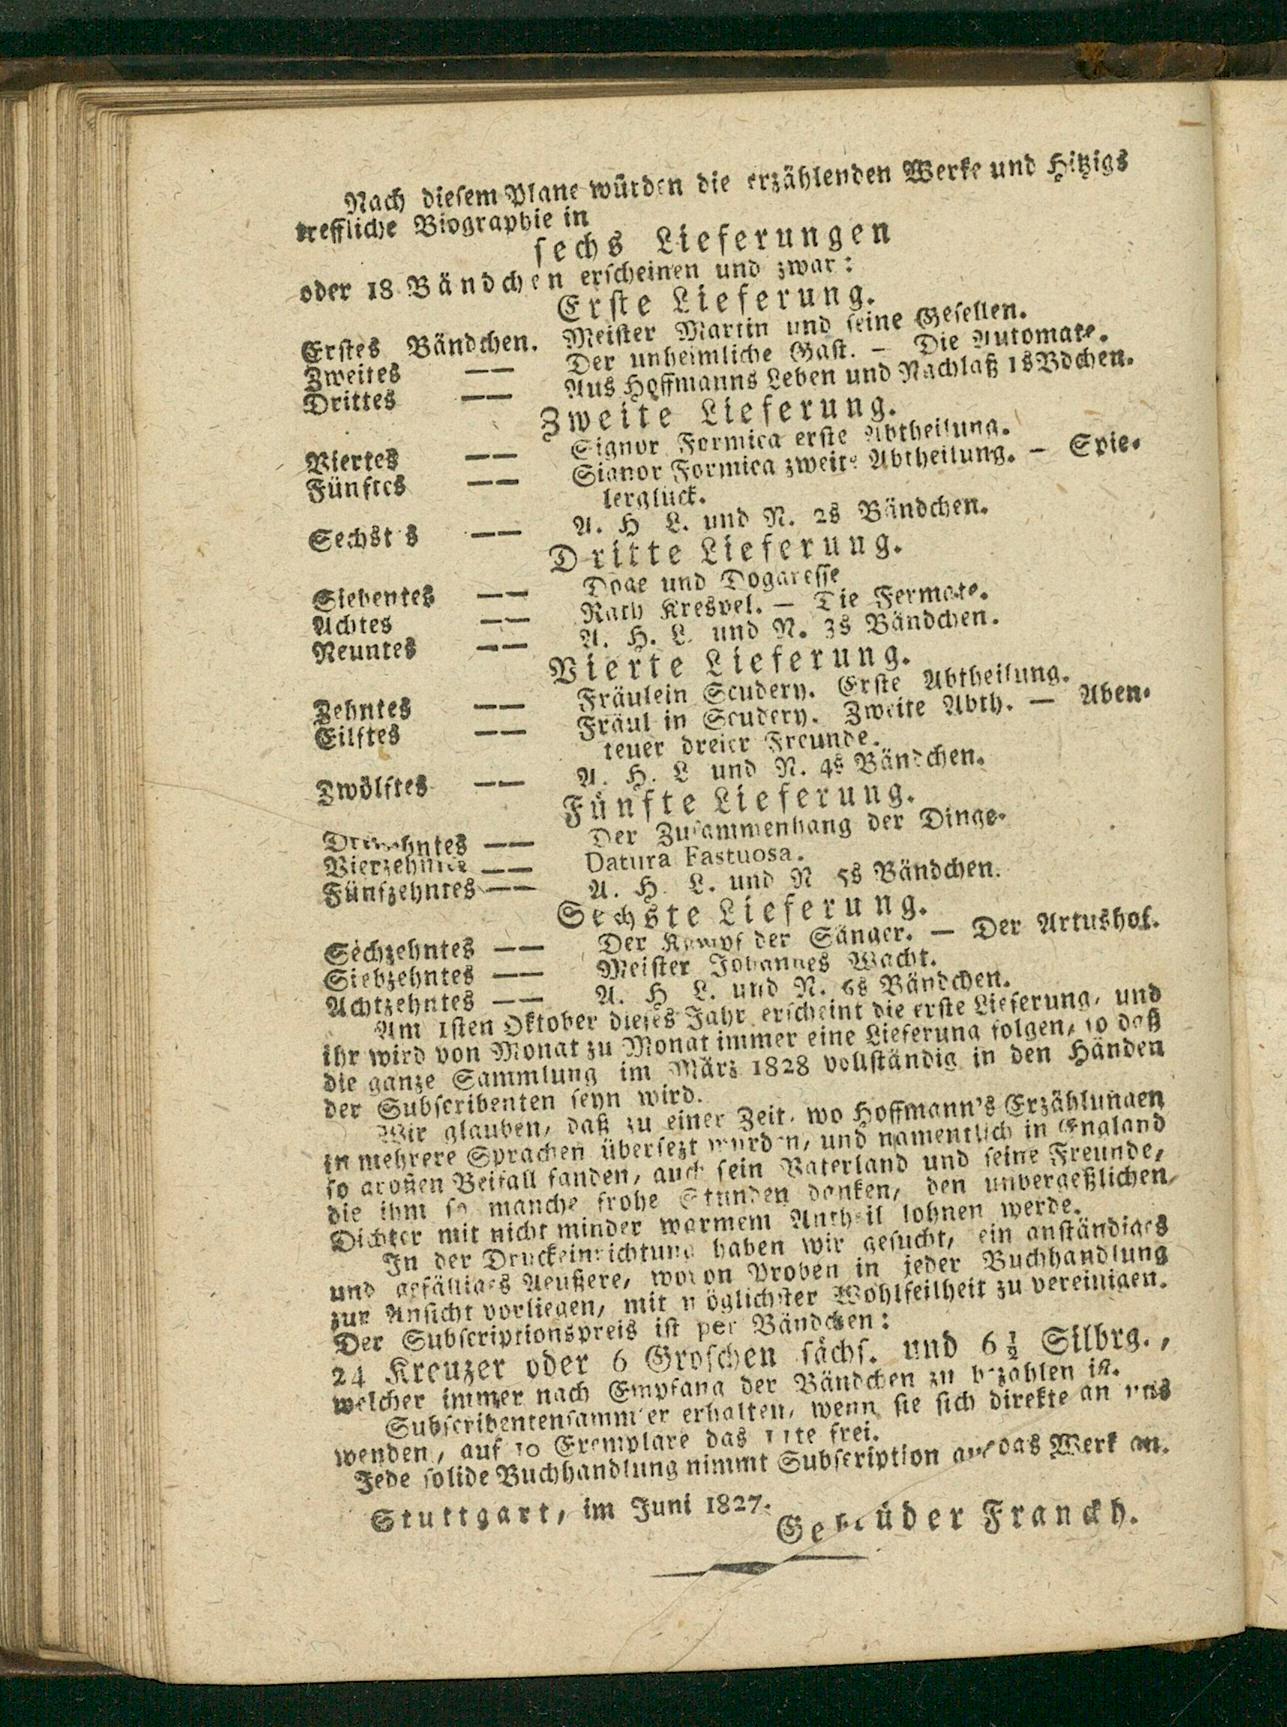 Nach diesem Plane würden die erzählenden Werke und Hitzigs
treffliche Biographie in
sechs Lieferungen
oder 18 Bändchen erscheinen und zwar:
Erste Lieferung.
Erstes Bändchen. Meister Martin und seine Gesellen.
Zweites —— Der unheimliche Gast. — Die Automate.
Drittes —— Aus Hoffmanns Leben und Nachlaß 1s Bdchen.
Zweite Lieferung.
Viertes —— Signor Formica erste Abtheilung.
Fünftes —— Signor Formica zweite Abtheilung. — Spie-
lerglück.
Sechstes —— A. H L. und N. 2s Bändchen.
Dritte Lieferung.
Siebentes —— Doge und Dogaresse
Achtes —— Rath Krespel. — Die Fermate.
Neuntes —— A. H. L. und N. 3s Bändchen.
Vierte Lieferung.
Zehntes —— Fräulein Scudery. Erste Abtheilung.
Eilftes —— Fräulein Scudery. Zweite Abth. — Aben-
teuer dreier Freunde.
Zwölftes —— A. H. L und N. 4s Bändchen.
Fünfte Lieferung.
Dreizehntes —— Der Zusammenhang der Dinge.
Vierzehntes —— Datura Fastuosa.
Fünfzehntes —— A. H. L. und N 5s Bändchen.
Sechste Lieferung.
Sechzehntes —— Der Kampf der Sänger. — Der Artushof.
Siebzehntes —— Meister Johannes Wacht.
Achtzehntes —— A. H L. und N. 6s Bändchen.
Am 1sten Oktober dieses Jahr erscheint die erste Lieferung, und
ihr wird von Monat zu Monat immer eine Lieferung folgen, so daß
die ganze Sammlung im März 1828 vollständig in den Händen
der Subscribenten seyn wird.
Wir glauben, daß zu einer Zeit, wo Hoffmann's Erzählungen
in mehrere Sprachen übersezt wurden, und namentlich in England
so großen Beifall fanden, auch sein Vaterland und seine Freunde,
die ihm so manche frohe Stunden danken, den unvergeßlichen
Dichter mit nicht minder warmem Antheil lohnen werde.
In der Druckeinrichtung haben wir gesucht, ein anständiges
und gefälliges Aeußere, wovon Proben in jeder Buchhandlung
zur Ansicht vorliegen, mit möglichster Wohlfeilheit zu vereinigen.
Der Subscriptionspreis ist per Bändchen:
24 Kreuzer oder 6 Groschen sächs. und 6 ½ Silbrg.,
welcher immer nach Empfang der Bändchen zu bezahlen ist.
Subscribentensammler erhalten, wenn sie sich direkte an uns
wenden, auf 10 Exemplare das 11te frei.
Jede solide Buchhandlung nimmt Subscription auf das Werk an.
Stuttgart, im Juni 1827.
Gebrüder Franckh.